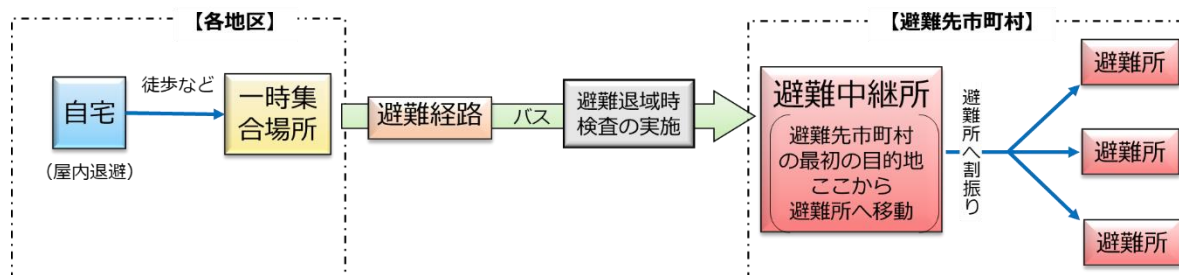 【各地区】
自宅
(屋内退避)
徒歩など
一時集
合場所
避難経路
バス
避難退域時
検査の実施
【避難先市町村】
避難中継所
避難先市町村
の最初の目的地
ここから
避難所へ移動
避難所へ割振り
避難所
避難所
避難所